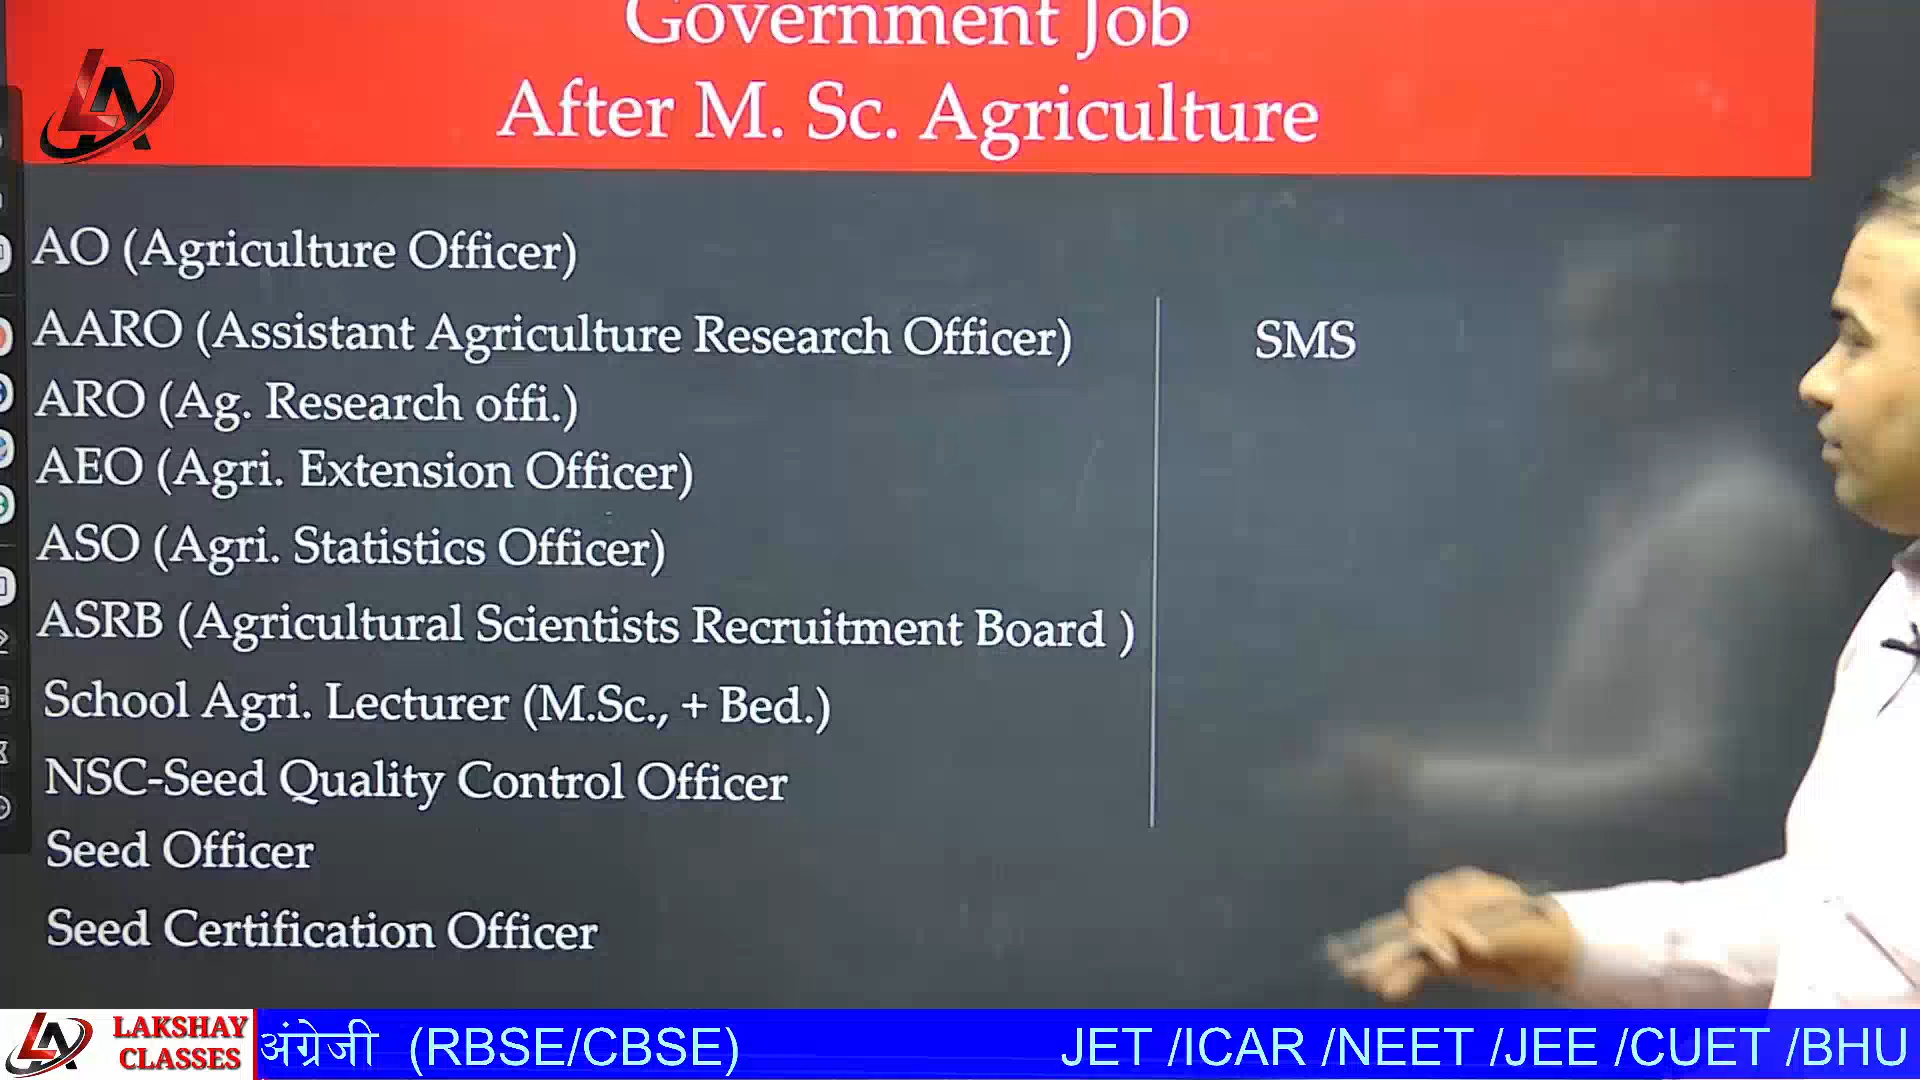 Government Job
After M. Sc. Agriculture
AO (Agriculture Officer)
AARO (Assistant Agriculture Research Officer)
SMS
ARO (Ag. Research offi.)
AEO (Agri. Extension Officer)
ASO (Agri. Statistics Officer)
ASRB (Agricultural Scientists Recruitment Board )
School Agri. Lecturer (M.Sc., + Bed.)
NSC-Seed Quality Control Officer
Seed Officer
Seed Certification Officer
LAKSHAY
CLASSES
अंग्रेजी (RBSE/CBSE)
JET /ICAR /NEET /JEE /CUET /BHU